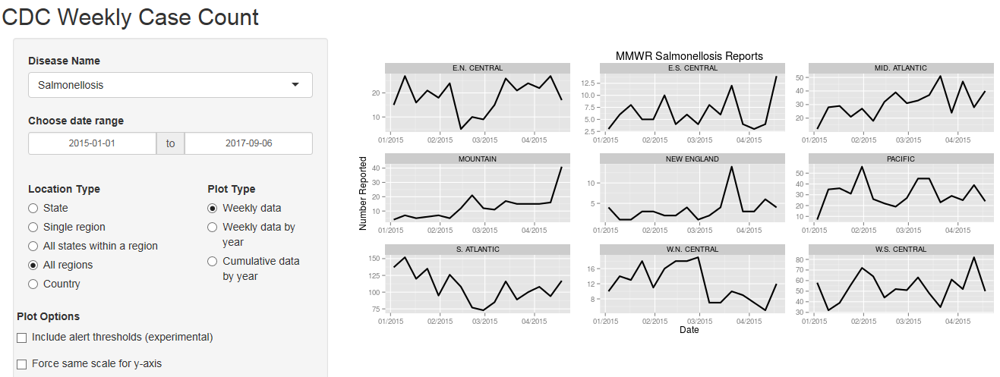 CDC Weekly Case Count
Disease Name
Salmonellosis
Choose date range
2015-01-01 to 2017-09-06
Location Type
State
Single region
All states within a region
All regions
Country
Plot Type
Weekly data
Weekly data by
year
Cumulative data
by year
Plot Options
Include alert thresholds (experimental)
Force same scale for y-axis
MMWR Salmonellosis Reports
Number Reported
E.N. CENTRAL
20
10
01/2015 02/2015 03/2015 04/2015
E.S. CENTRAL
12.5
10.0
7.5
5.0
2.5
01/2015 02/2015 03/2015 04/2015
MID. ATLANTIC
50
40
30
20
01/2015 02/2015 03/2015 04/2015
MOUNTAIN
40
30
20
10
01/2015 02/2015 03/2015 04/2015
NEW ENGLAND
10
5
01/2015 02/2015 03/2015 04/2015
PACIFIC
50
40
30
20
10
01/2015 02/2015 03/2015 04/2015
S. ATLANTIC
150
125
100
75
01/2015 02/2015 03/2015 04/2015
W.N. CENTRAL
16
12
8
01/2015 02/2015 03/2015 04/2015
W.S. CENTRAL
80
70
60
50
40
30
01/2015 02/2015 03/2015 04/2015
Date